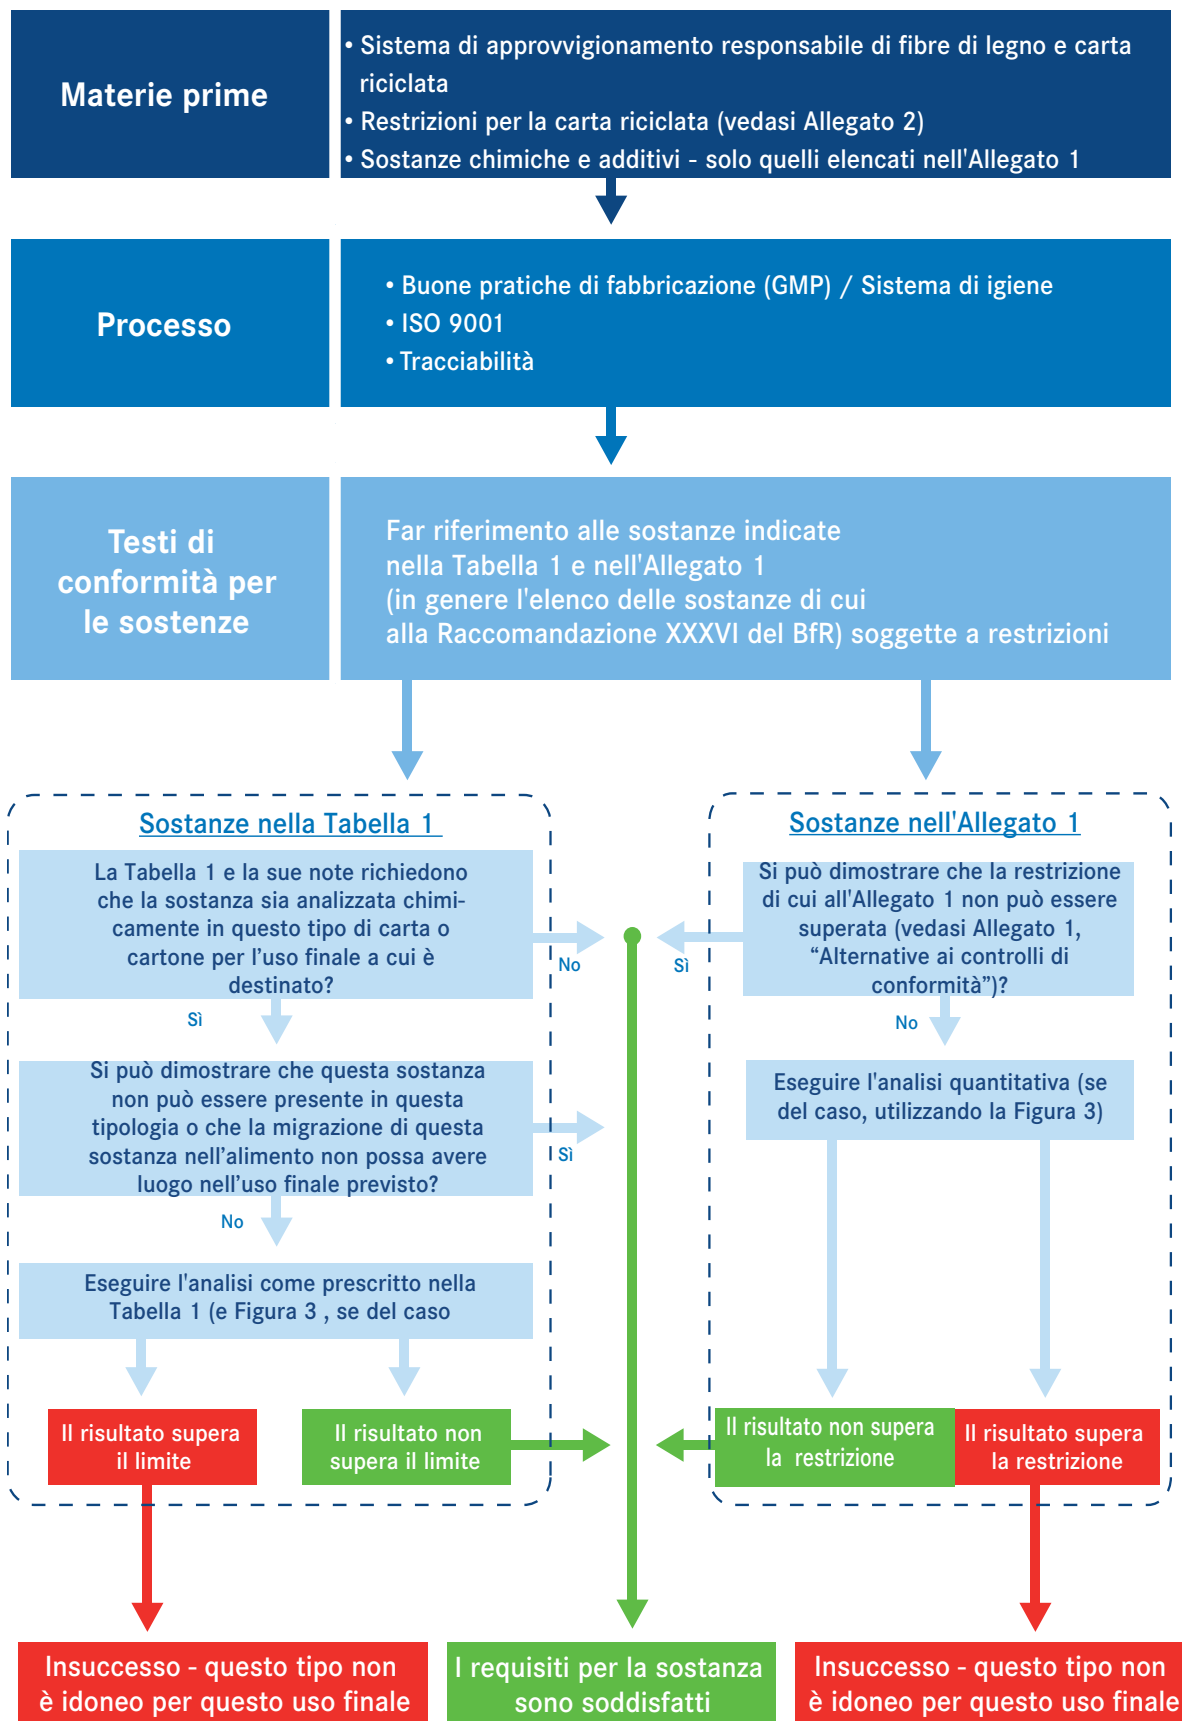 Materie prime
• Sistema di approvvigionamento responsabile di fibre di legno e carta
riciclata
• Restrizioni per la carta riciclata (vedasi Allegato 2)
• Sostanze chimiche e additivi - solo quelli elencati nell'Allegato 1
Processo
• Buone pratiche di fabbricazione (GMP) / Sistema di igiene
• ISO 9001
• Tracciabilità
Testi di
conformità per
le sostenze
Far riferimento alle sostanze indicate
nella Tabella 1 e nell'Allegato 1
(in genere l'elenco delle sostanze di cui
alla Raccomandazione XXXVI del BfR) soggette a restrizioni
Sostanze nella Tabella 1
La Tabella 1 e la sue note richiedono
che la sostanza sia analizzata chimi-
camente in questo tipo di carta o
cartone per l’uso finale a cui è
destinato?
No
Sì
Si può dimostrare che questa sostanza
non può essere presente in questa
tipologia o che la migrazione di questa
sostanza nell’alimento non possa avere
luogo nell’uso finale previsto?
Sì
No
Eseguire l'analisi come prescritto nella
Tabella 1 (e Figura 3 , se del caso
Il risultato supera
il limite
Il risultato non
supera il limite
Sostanze nell'Allegato 1
Si può dimostrare che la restrizione
di cui all'Allegato 1 non può essere
superata (vedasi Allegato 1,
“Alternative ai controlli di
conformità”)?
Sì
No
Eseguire l'analisi quantitativa (se
del caso, utilizzando la Figura 3)
Il risultato non supera
la restrizione
Il risultato supera
la restrizione
Insuccesso - questo tipo non
è idoneo per questo uso finale
I requisiti per la sostanza
sono soddisfatti
Insuccesso - questo tipo non
è idoneo per questo uso finale